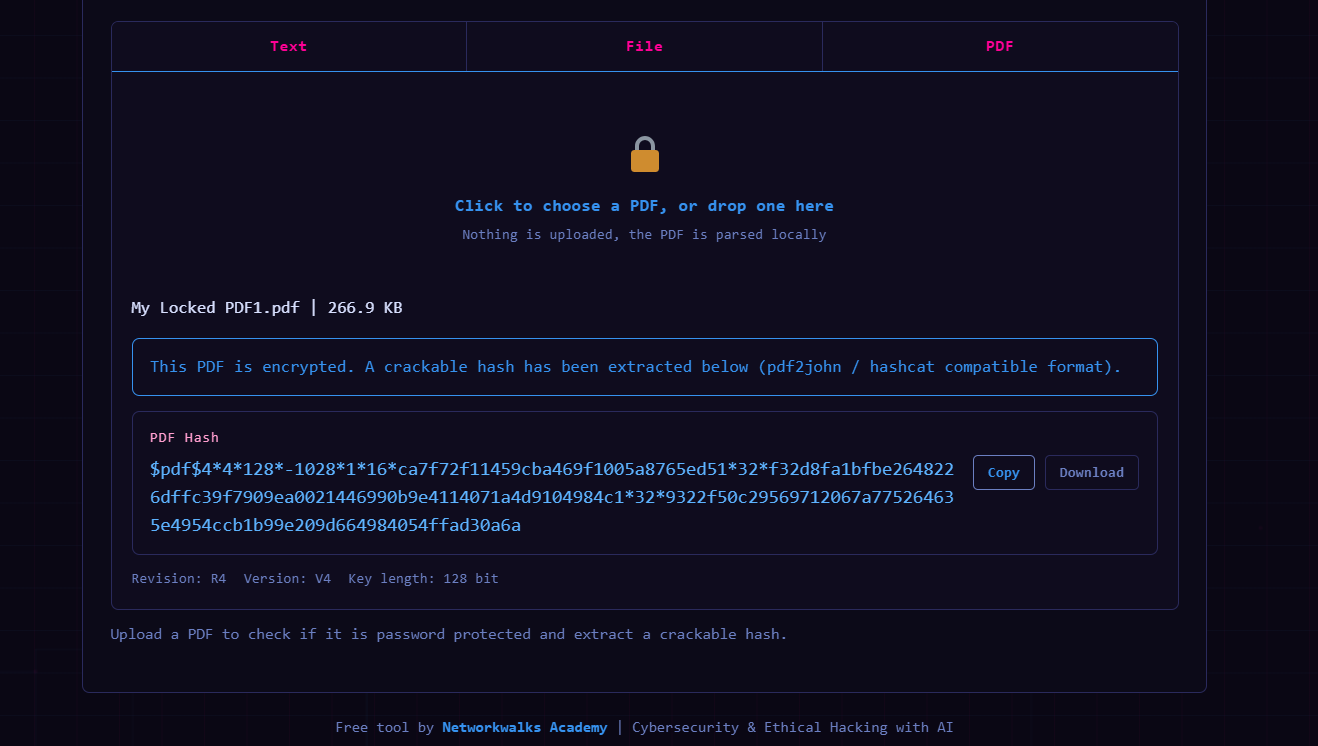 Text
File
PDF
Click to choose a PDF, or drop one here
Nothing is uploaded, the PDF is parsed locally
My Locked PDF1.pdf | 266.9 KB
This PDF is encrypted. A crackable hash has been extracted below (pdf2john / hashcat compatible format).
PDF Hash
$pdf$4*4*128*-1028*1*16*ca7f72f11459cba469f1005a8765ed51*32*f32d8fa1bfbe264822
6dffc39f7909ea0021446990b9e4114071a4d9104984c1*32*9322f50c29569712067a77526463
5e4954ccb1b99e209d664984054ffad30a6a
Copy
Download
Revision: R4 Version: V4 Key length: 128 bit
Upload a PDF to check if it is password protected and extract a crackable hash.
Free tool by Networkwalks Academy | Cybersecurity & Ethical Hacking with AI